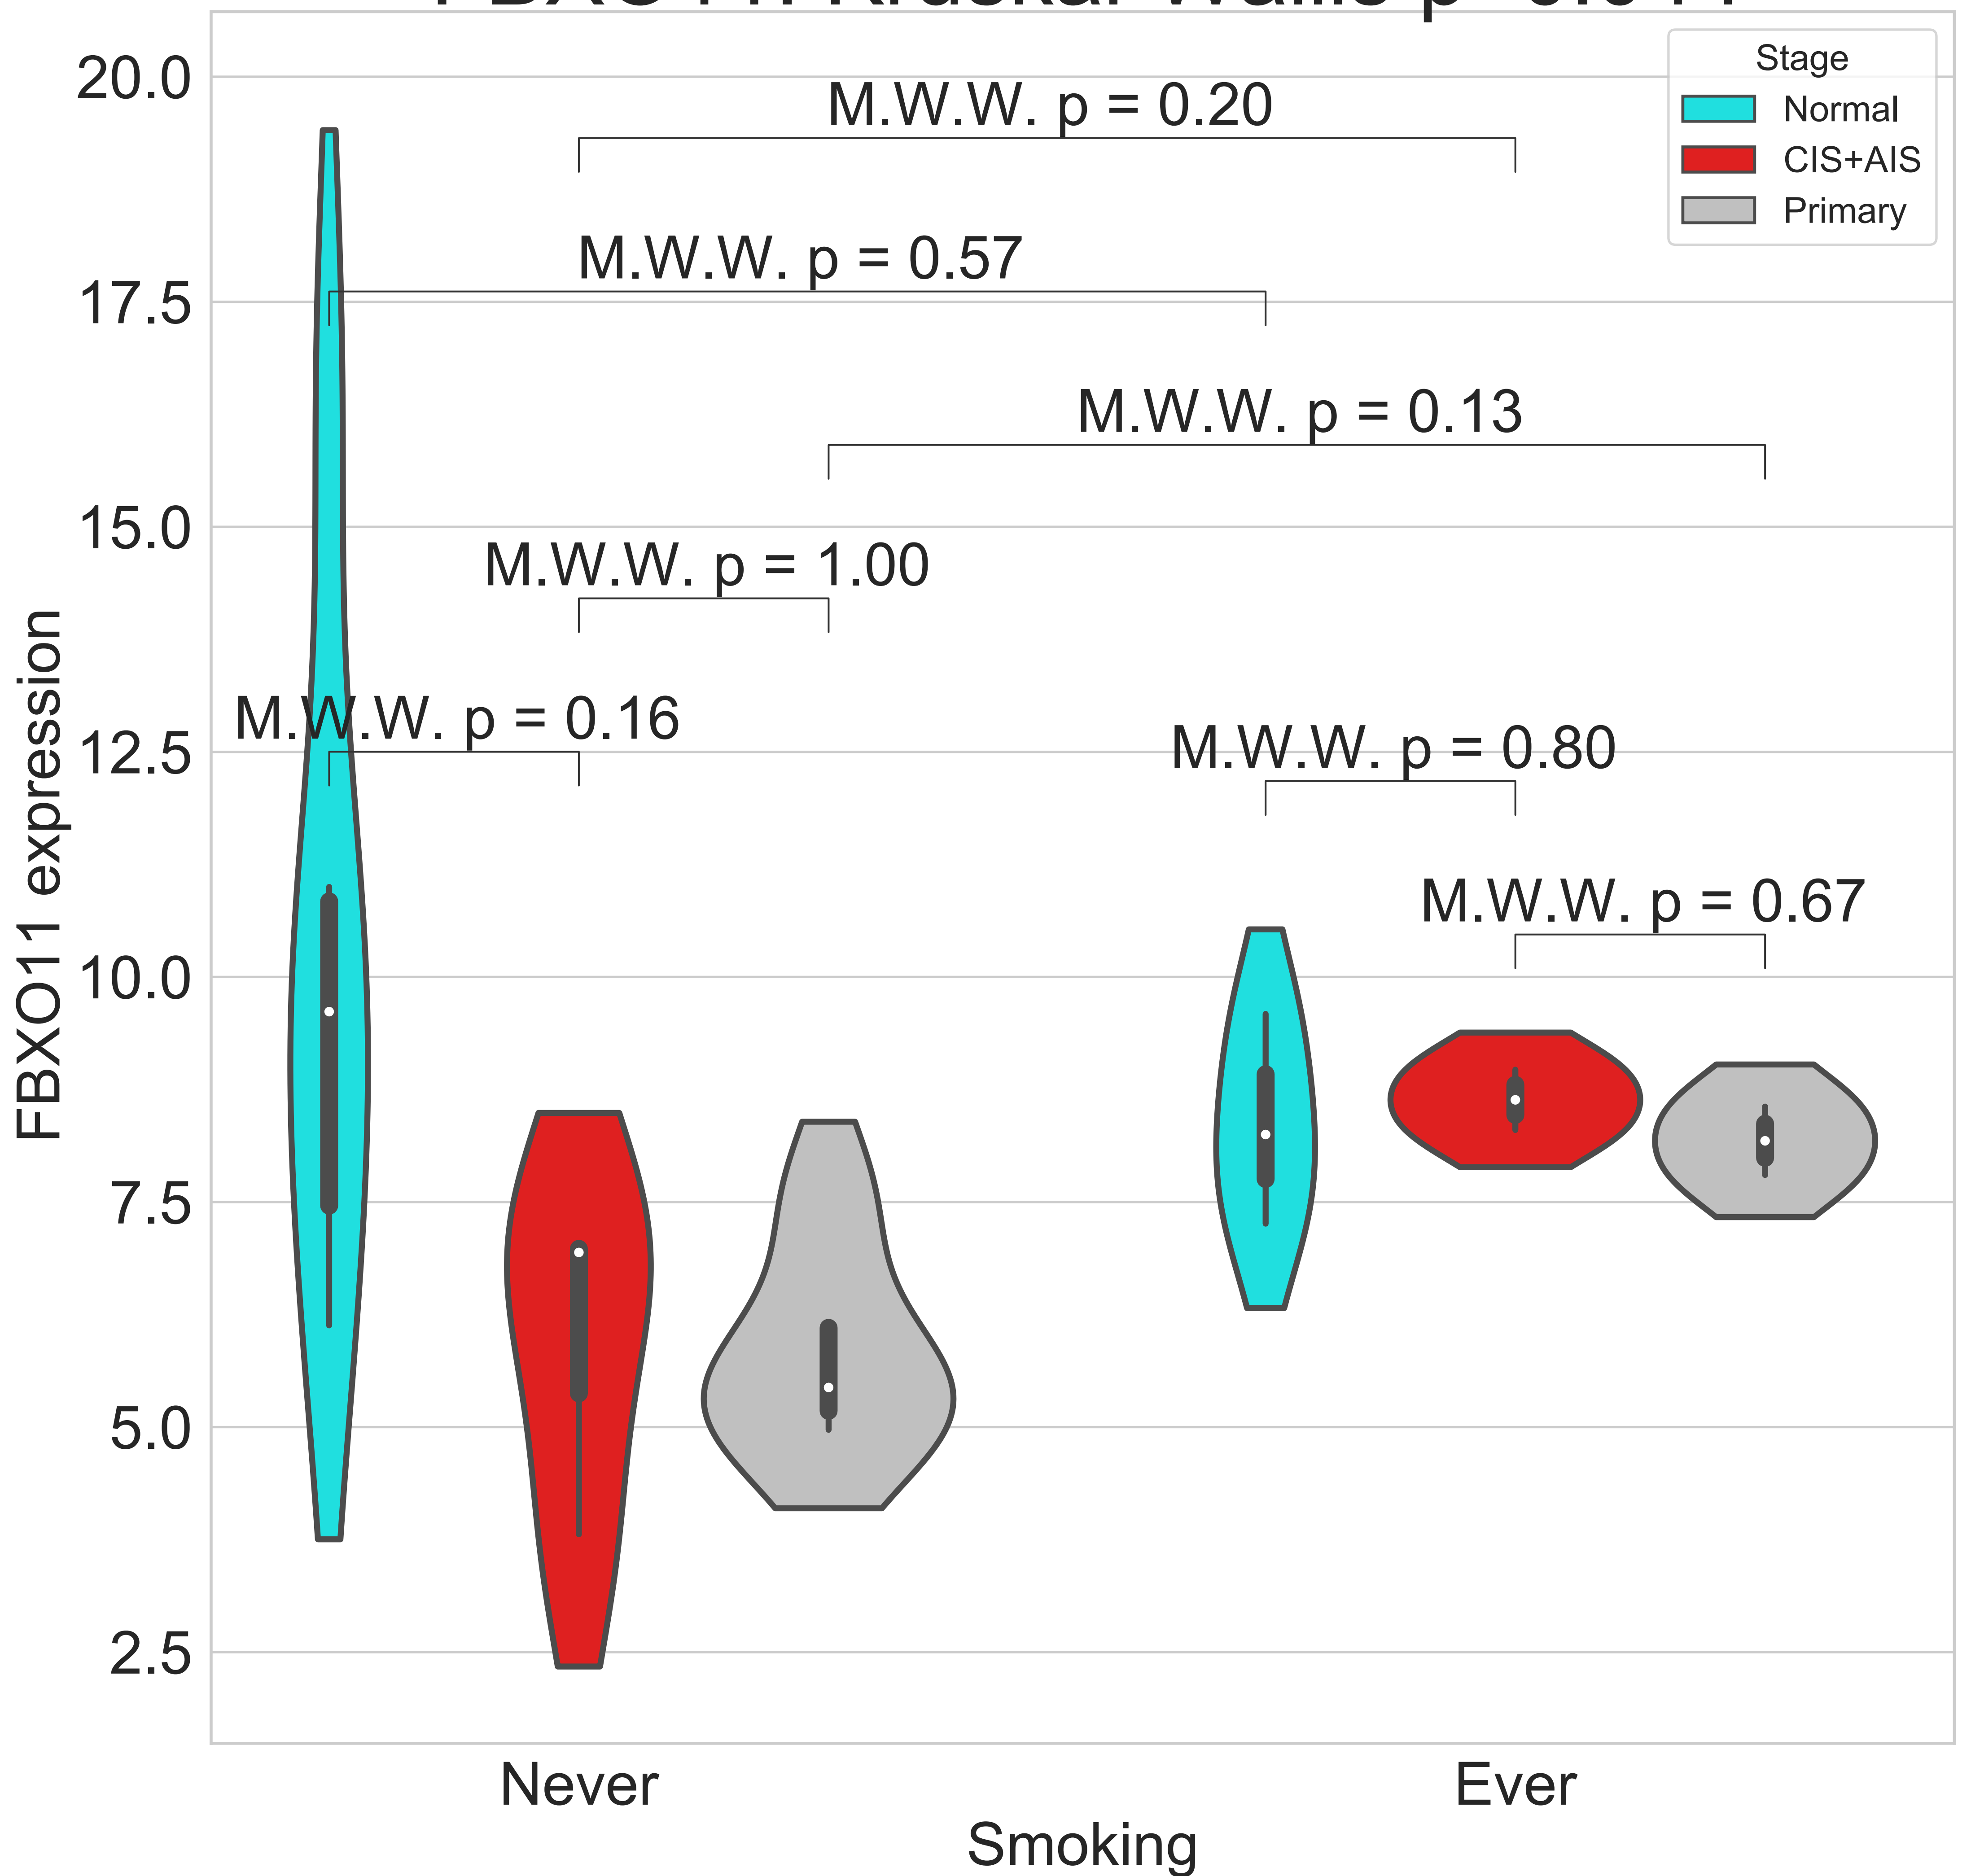 20.0
17.5
15.0
12.5
10.0
7.5
5.0
2.5
FBXO11 expression
Stage
Normal
CIS+AIS
Primary
M.W.W. p = 0.20
M.W.W. p = 0.57
M.W.W. p = 0.13
M.W.W. p = 1.00
M.W.W. p = 0.16
M.W.W. p = 0.80
M.W.W. p = 0.67
Never
Ever
Smoking